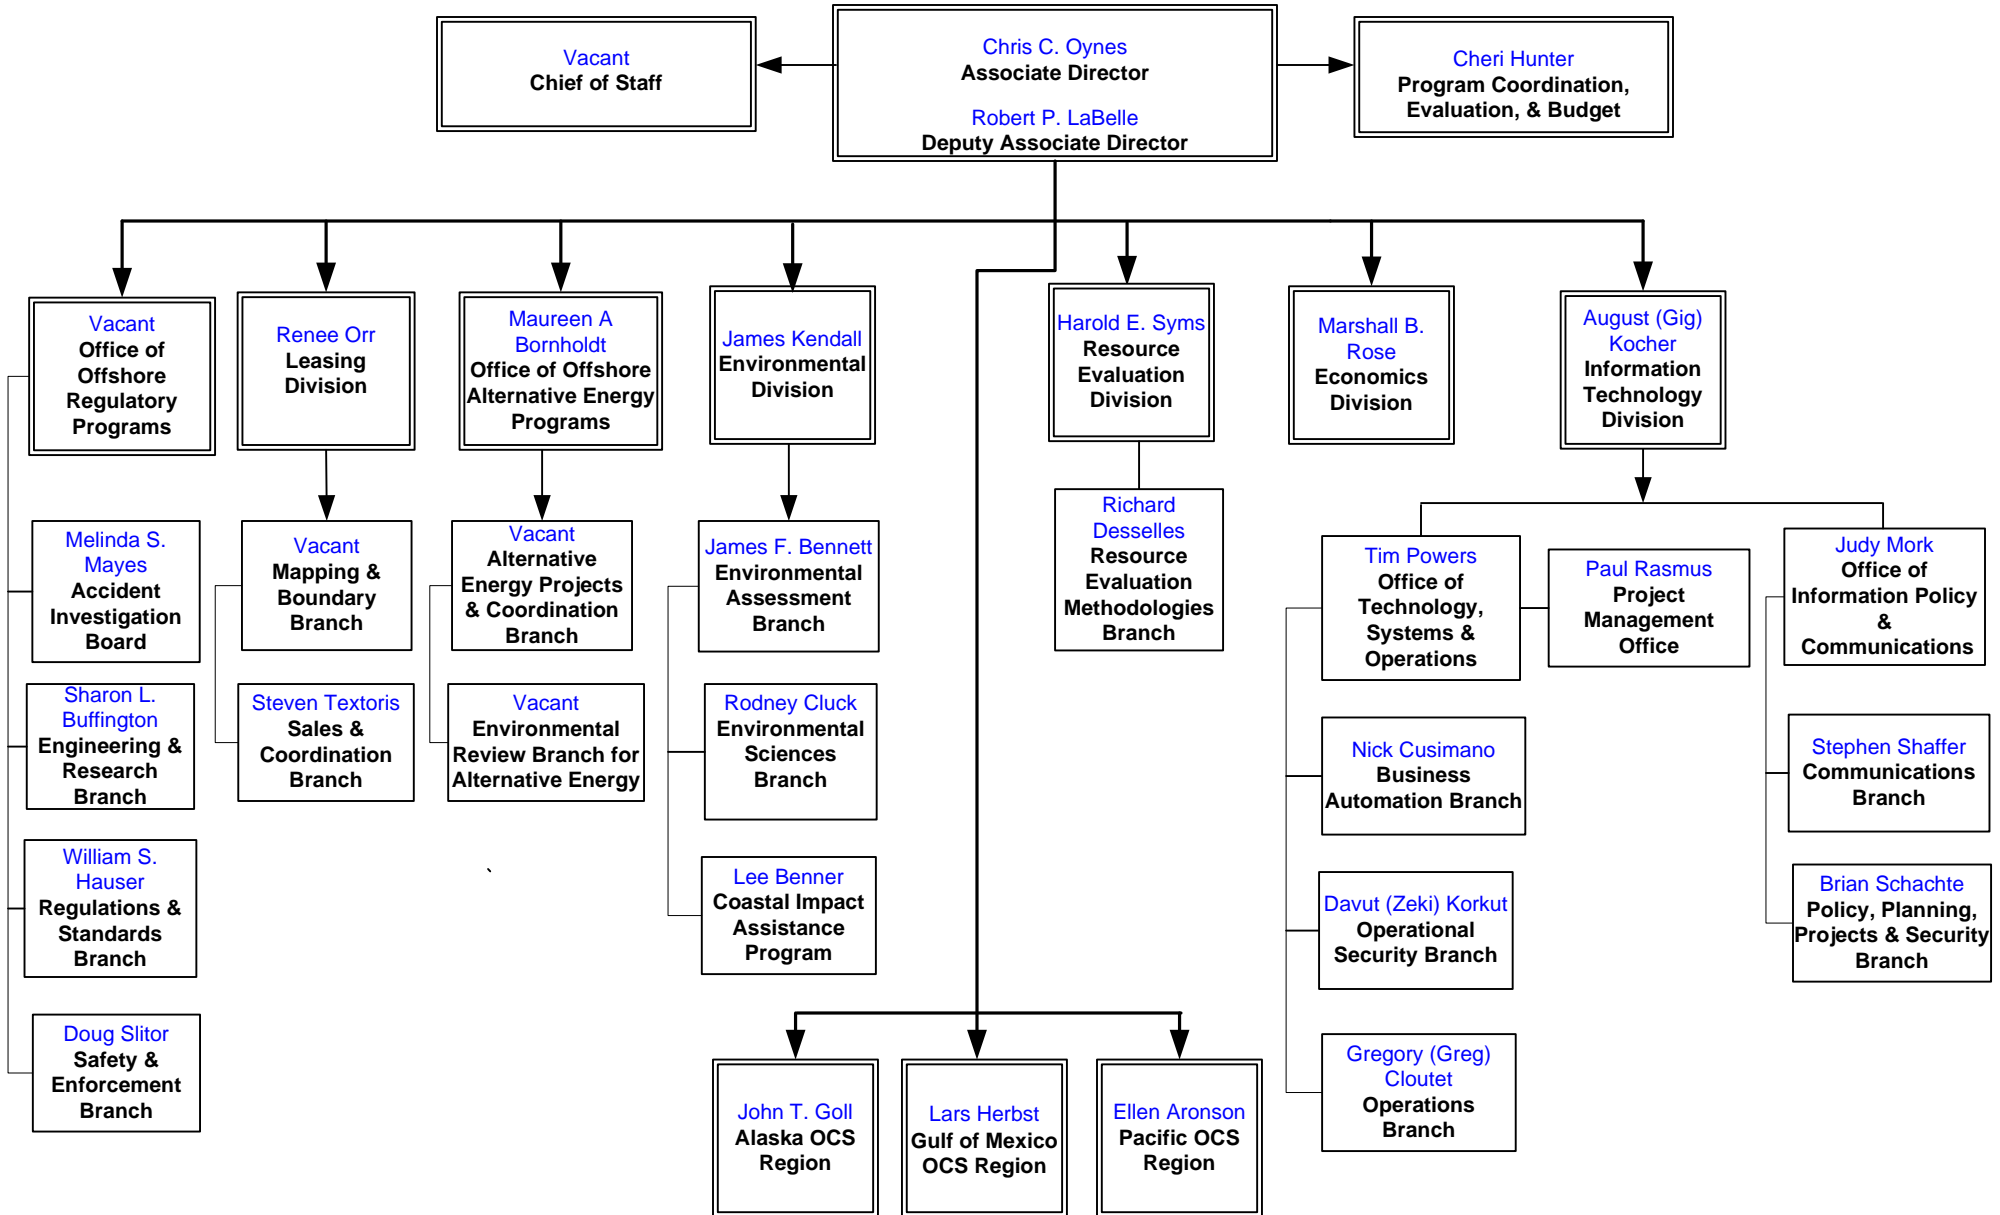 Vacant
Chief of Staff
Chris C. Oynes
Associate Director
Robert P. LaBelle
Deputy Associate Director
Cheri Hunter
Program Coordination,
Evaluation, & Budget
Vacant
Office of
Offshore
Regulatory
Programs
Renee Orr
Leasing
Division
Maureen A
Bornholdt
Office of Offshore
Alternative Energy
Programs
James Kendall
Environmental
Division
Harold E. Syms
Resource
Evaluation
Division
Marshall B.
Rose
Economics
Division
August (Gig)
Kocher
Information
Technology
Division
Melinda S.
Mayes
Accident
Investigation
Board
Sharon L.
Buffington
Engineering &
Research
Branch
William S.
Hauser
Regulations &
Standards
Branch
Doug Slitor
Safety &
Enforcement
Branch
Vacant
Mapping &
Boundary
Branch
Steven Textoris
Sales &
Coordination
Branch
Vacant
Alternative
Energy Projects
& Coordination
Branch
Vacant
Environmental
Review Branch for
Alternative Energy
`
James F. Bennett
Environmental
Assessment
Branch
Rodney Cluck
Environmental
Sciences
Branch
Lee Benner
Coastal Impact
Assistance
Program
Richard
Desselles
Resource
Evaluation
Methodologies
Branch
Tim Powers
Office of
Technology,
Systems &
Operations
Paul Rasmus
Project
Management
Office
Judy Mork
Office of
Information Policy
&
Communications
Nick Cusimano
Business
Automation Branch
Davut (Zeki) Korkut
Operational
Security Branch
Gregory (Greg)
Cloutet
Operations
Branch
Stephen Shaffer
Communications
Branch
Brian Schachte
Policy, Planning,
Projects & Security
Branch
John T. Goll
Alaska OCS
Region
Lars Herbst
Gulf of Mexico
OCS Region
Ellen Aronson
Pacific OCS
Region